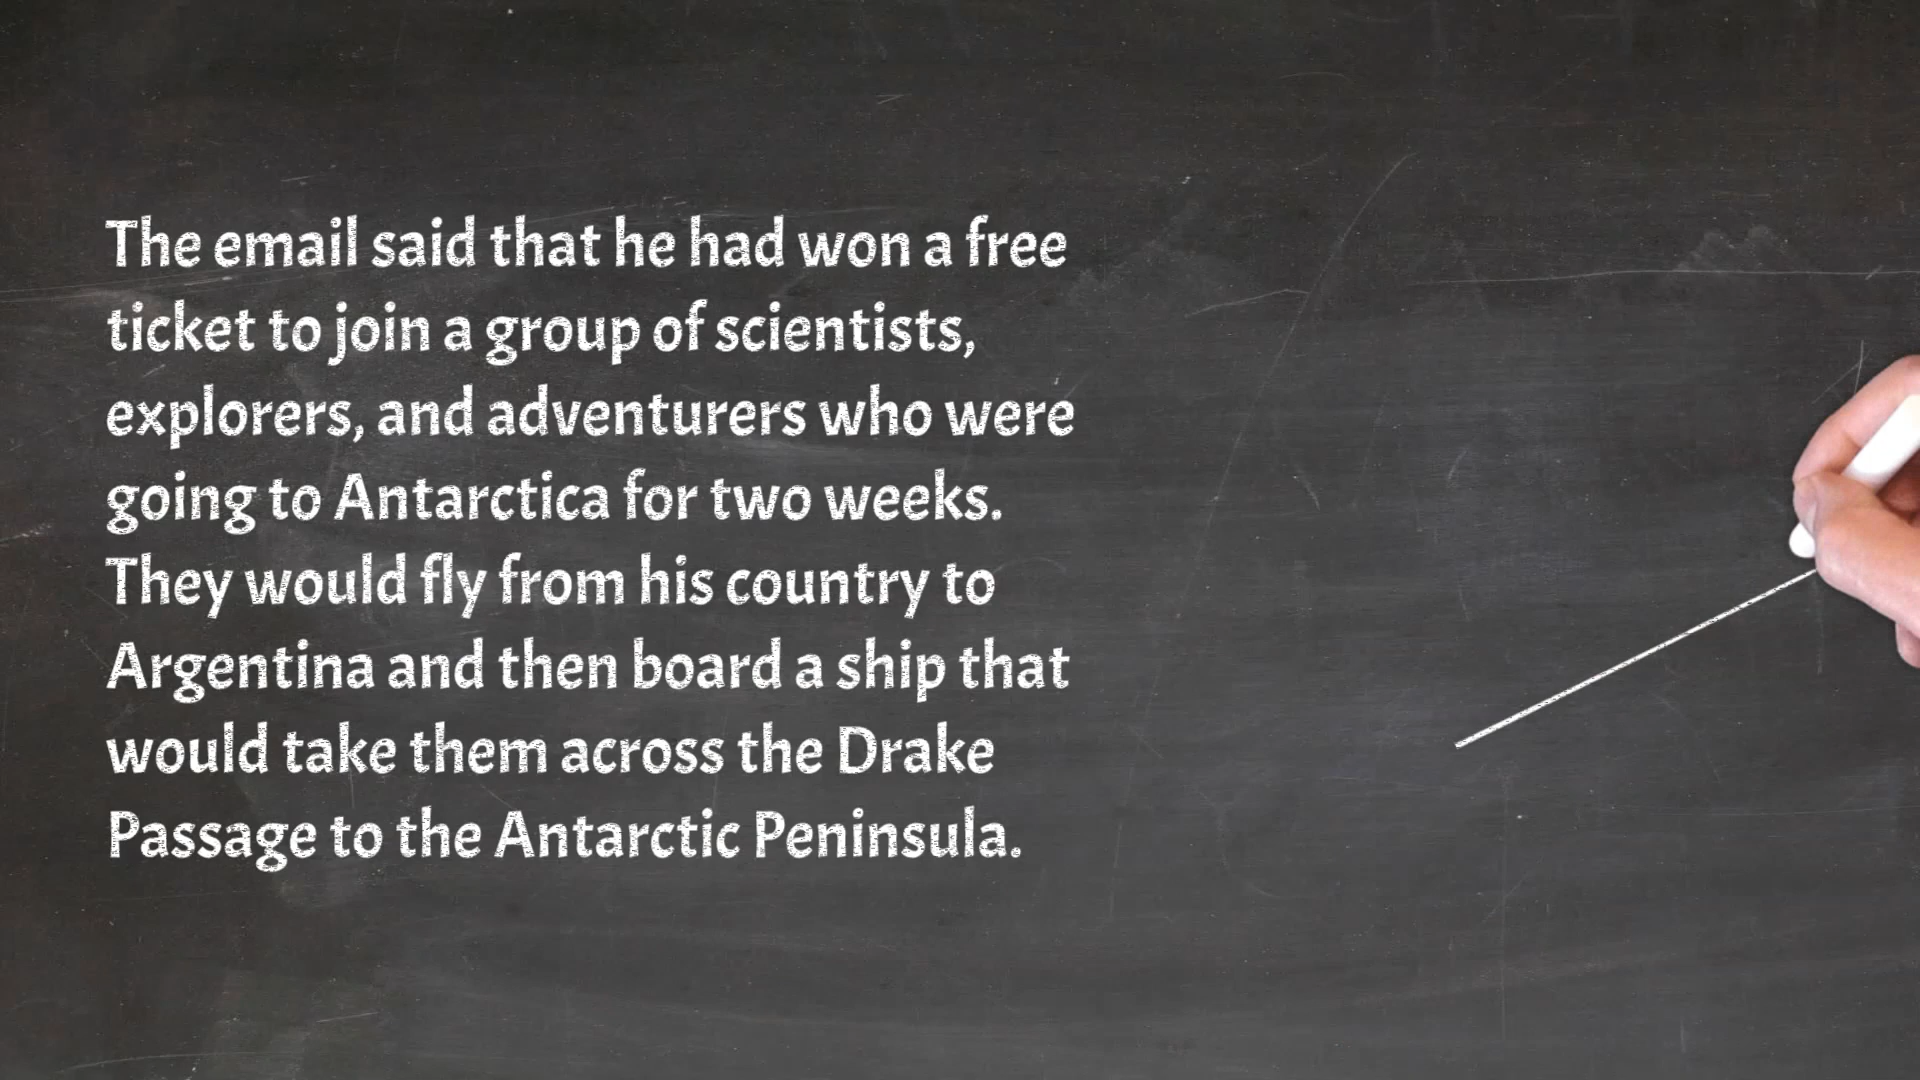 The email said that he had won a free
ticket to join a group of scientists,
explorers, and adventurers who were
going to Antarctica for two weeks.
They would fly from his country to
Argentina and then board a ship that
would take them across the Drake
Passage to the Antarctic Peninsula.